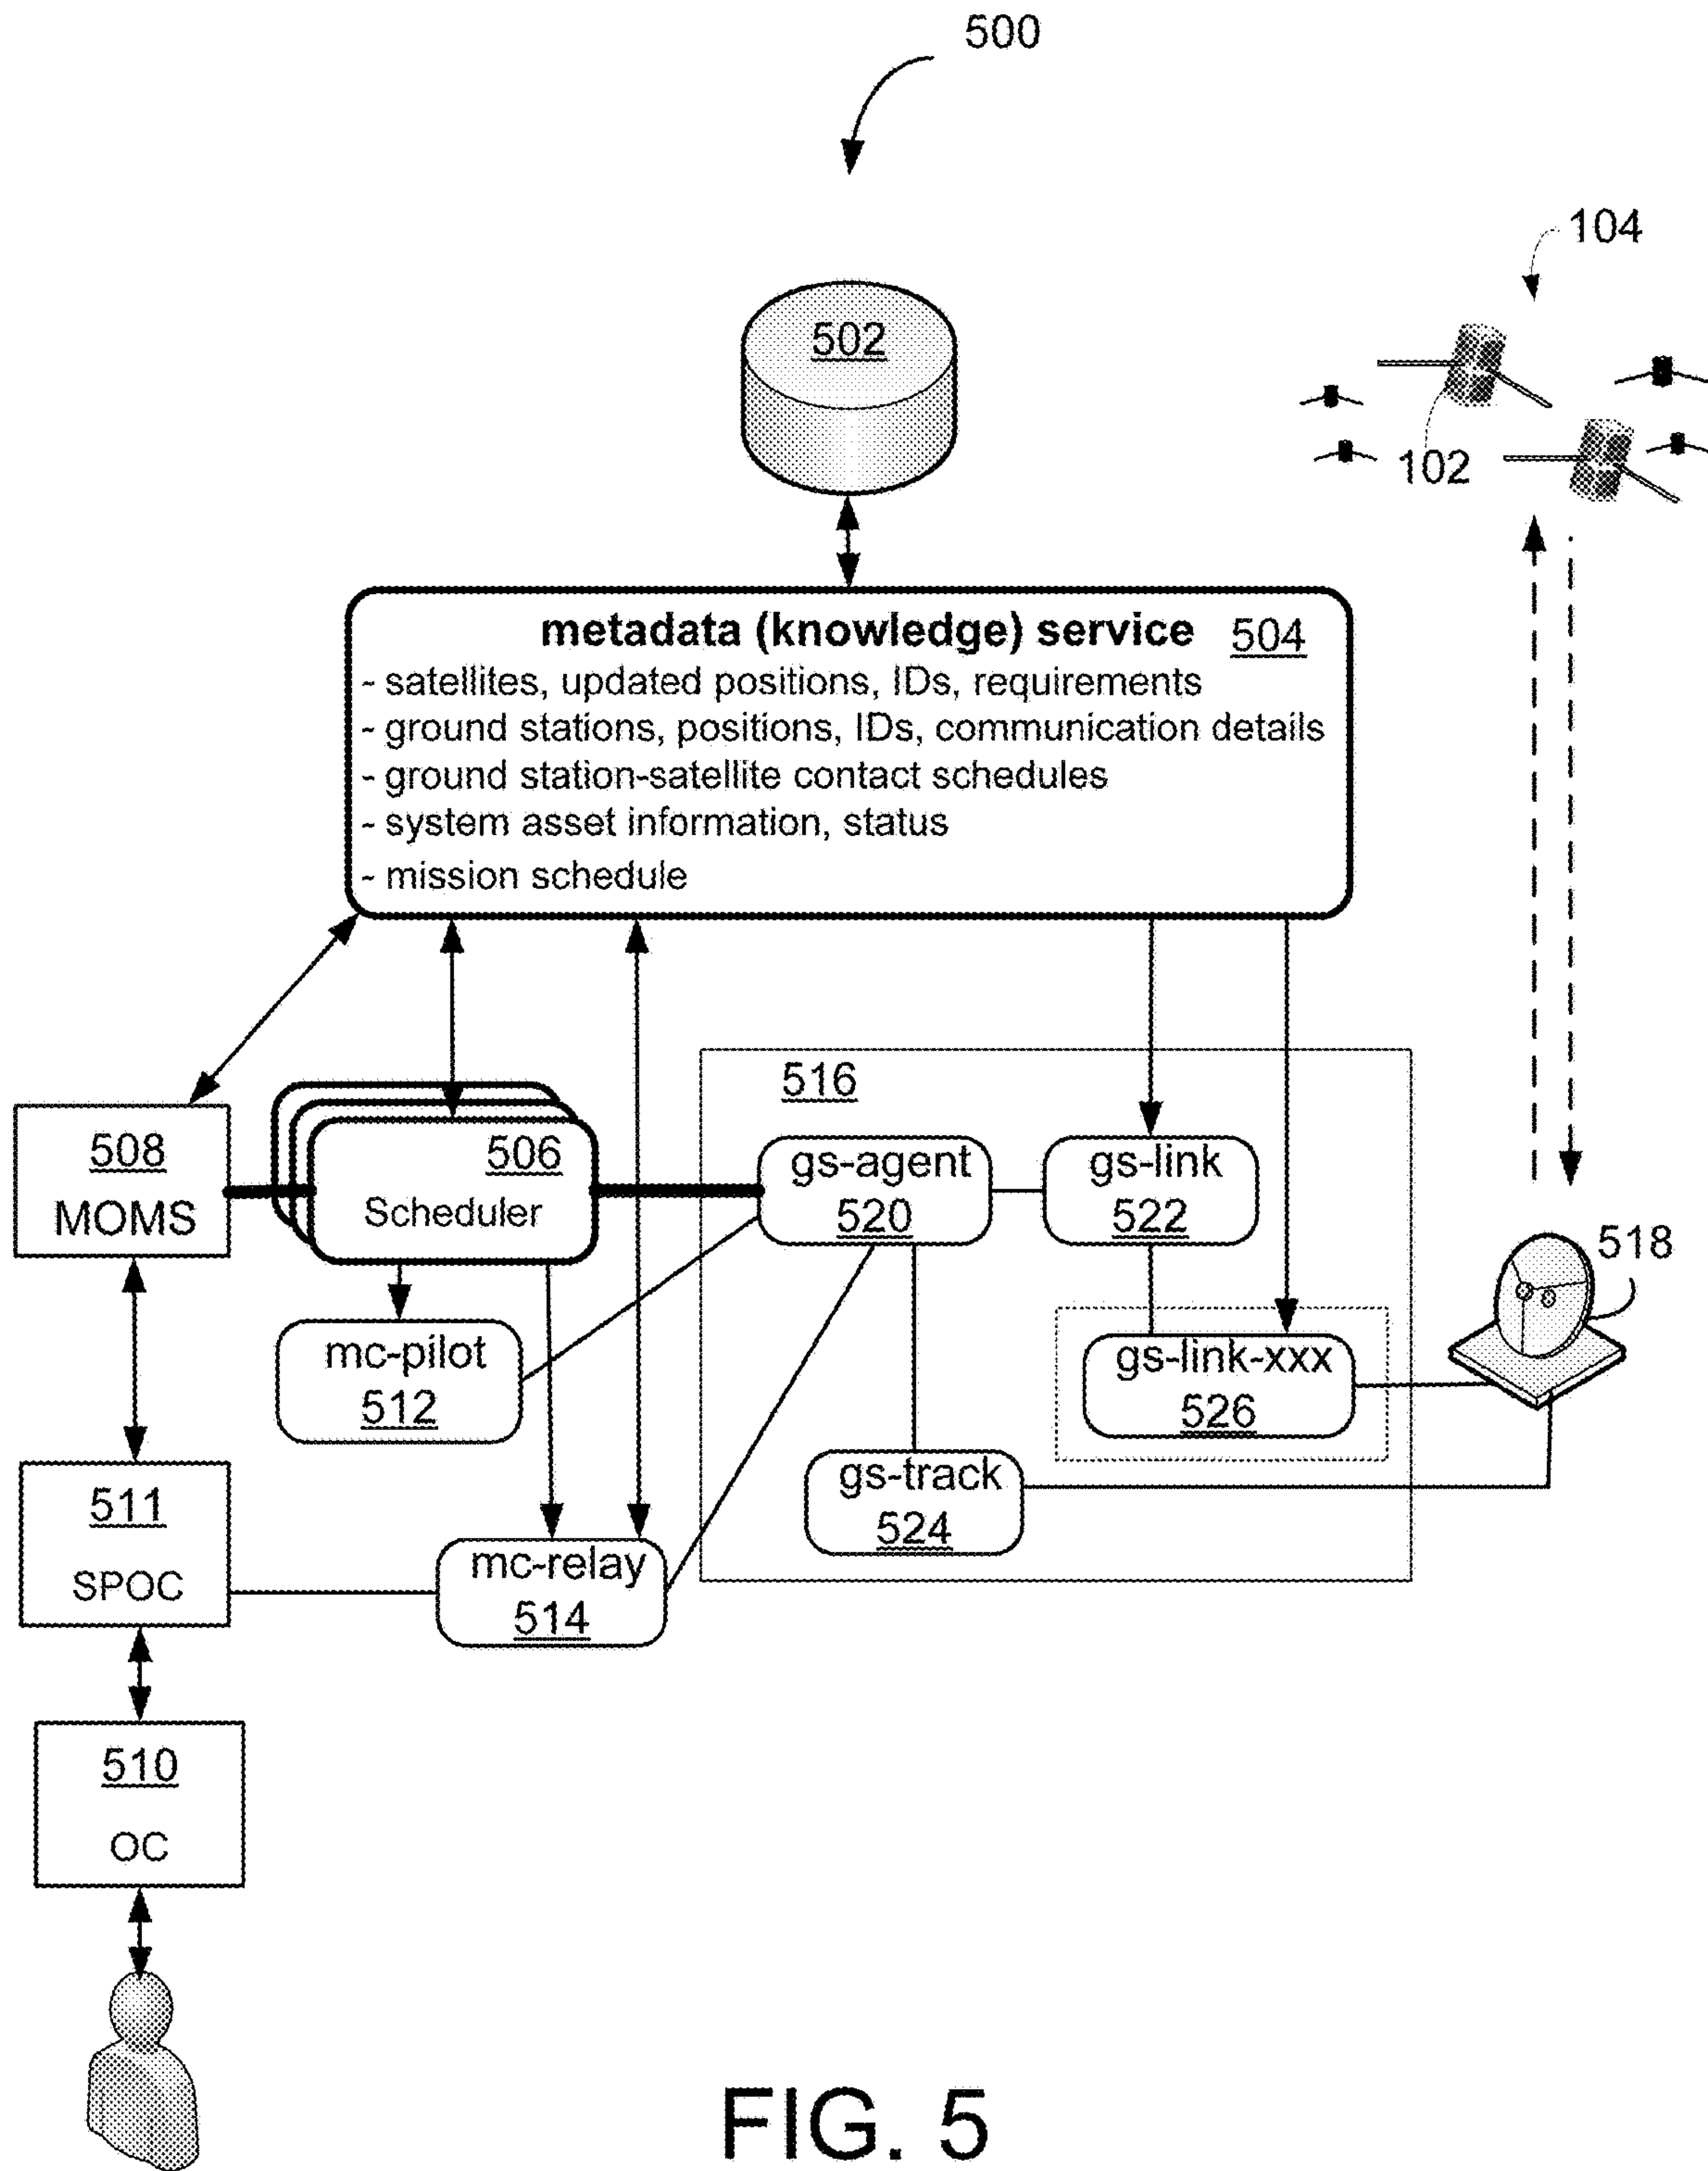 500
104
502
102
metadata (knowledge) service 504
- satellites, updated positions, IDs, requirements
- ground stations, positions, IDs, communication details
- ground station-satellite contact schedules
- system asset information, status
- mission schedule
516
508
MOMS
506
Scheduler
gs-agent
520
gs-link
522
518
mc-pilot
512
gs-link-xxx
526
gs-track
524
511
SPOC
mc-relay
514
510
OC
FIG. 5